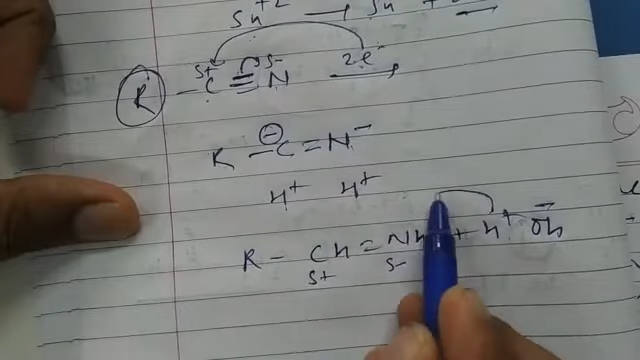 Sn+2 → Sn +
R - C ≡ N 2e- →
δ+ δ-
R - C = N-
⊖
H+ H+
R - CH = NH + H+ OH-
δ+ δ-